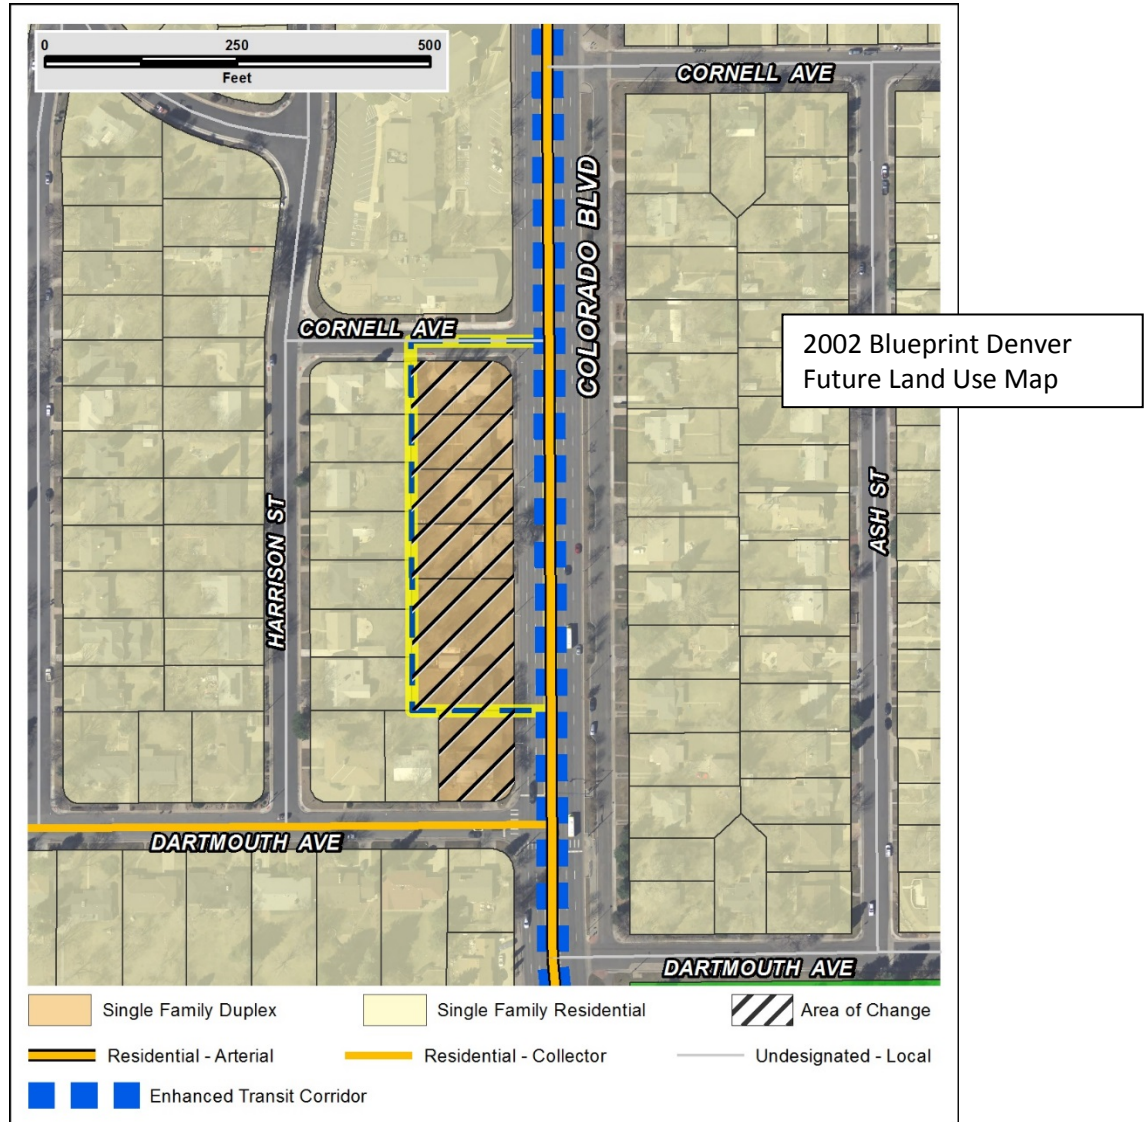 0 250 500
Feet
CORNELL AVE
COLORADO BLVD
CORNELL AVE
2002 Blueprint Denver
Future Land Use Map
HARRISON ST
ASH ST
DARTMOUTH AVE
DARTMOUTH AVE
Single Family Duplex
Single Family Residential
Area of Change
Residential - Arterial
Residential - Collector
Undesignated - Local
Enhanced Transit Corridor